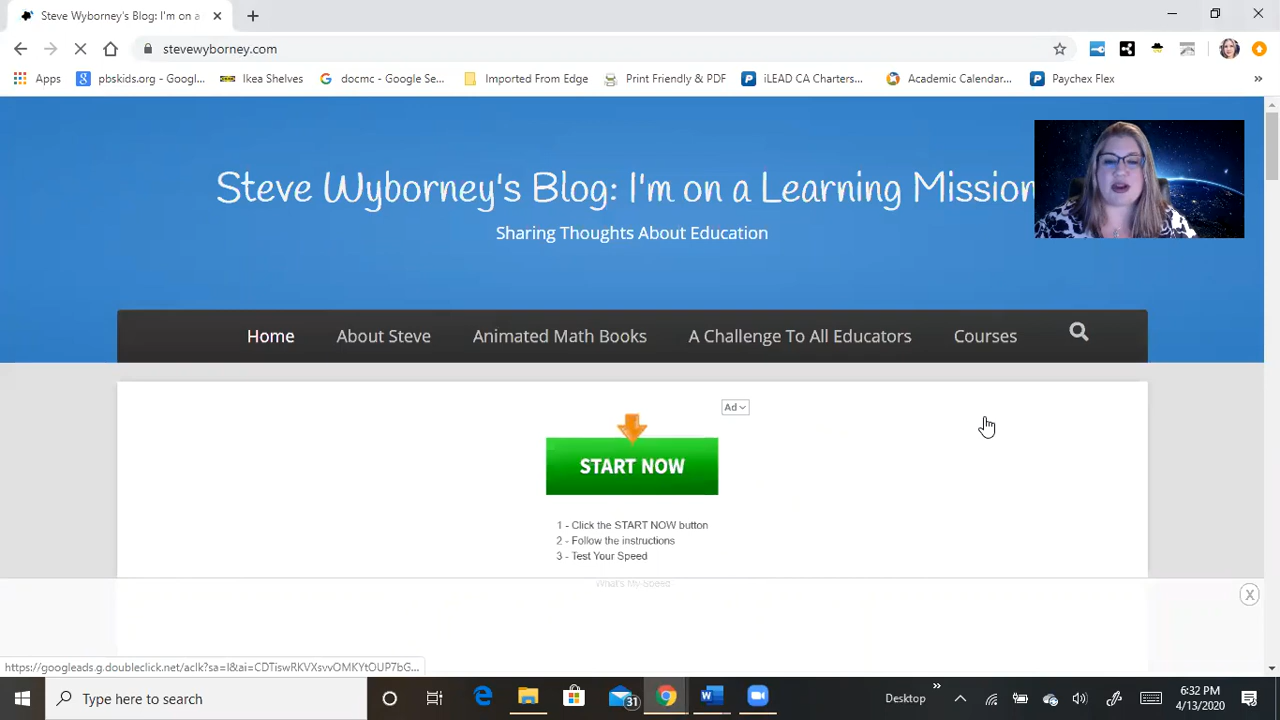 Steve Wyborney's Blog: I'm on a
stevewyborney.com
Apps
pbskids.org - Googl...
Ikea Shelves
docmc - Google Se...
Imported From Edge
Print Friendly & PDF
iLEAD CA Charters...
Academic Calendar...
Paychex Flex
»
Steve Wyborney's Blog: I'm on a Learning Mission
Sharing Thoughts About Education
Home
About Steve
Animated Math Books
A Challenge To All Educators
Courses
Ad
START NOW
1 - Click the START NOW button
2 - Follow the instructions
3 - Test Your Speed
What's My Speed
X
https://googleads.g.doubleclick.net/aclk?sa=l&ai=CDTiswRKVXsvvOMKYtOUP7bG...
Type here to search
31
Desktop
»
6:32 PM
4/13/2020